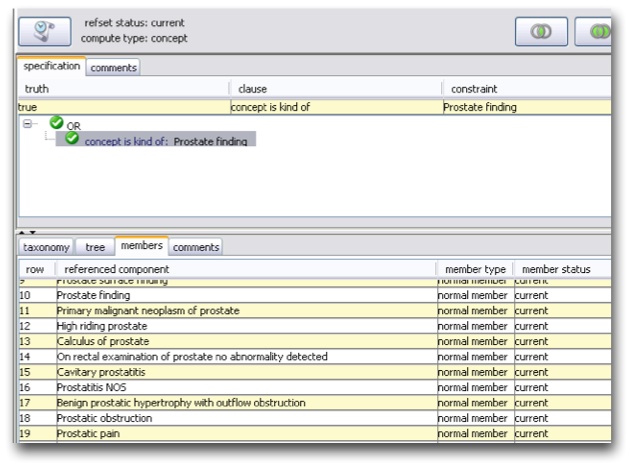 refset status: current
compute type: concept
specification comments
truth clause constraint
true concept is kind of Prostate finding
OR
concept is kind of: Prostate finding
taxonomy tree members comments
row referenced component member type member status
9 Prostate surface finding normal member current
10 Prostate finding normal member current
11 Primary malignant neoplasm of prostate normal member current
12 High riding prostate normal member current
13 Calculus of prostate normal member current
14 On rectal examination of prostate no abnormality detected normal member current
15 Cavitary prostatitis normal member current
16 Prostatitis NOS normal member current
17 Benign prostatic hypertrophy with outflow obstruction normal member current
18 Prostatic obstruction normal member current
19 Prostatic pain normal member current